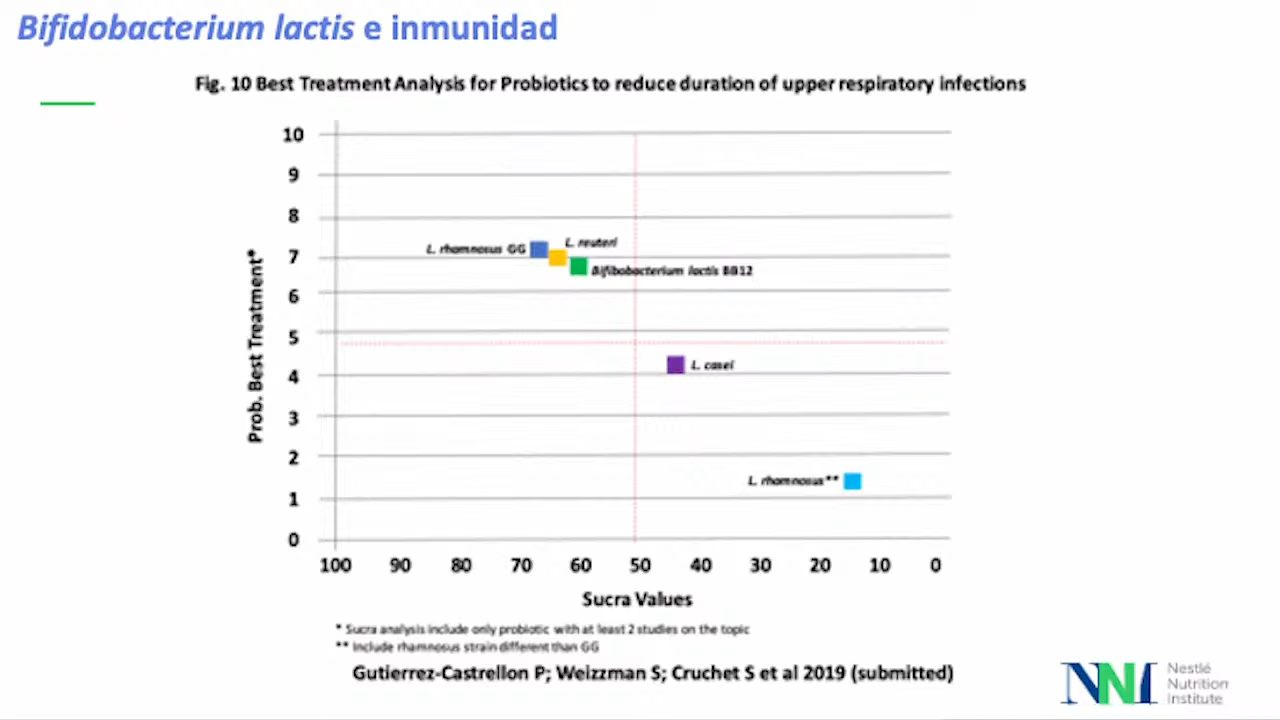 Bifidobacterium lactis e inmunidad
Fig. 10 Best Treatment Analysis for Probiotics to reduce duration of upper respiratory infections
Prob. Best Treatment*
10
9
8
7
6
5
4
3
2
1
0
L. rhamnosus GG
L. reuteri
Bifibobacterium lactis BB12
L. casei
L. rhamnosus**
100 90 80 70 60 50 40 30 20 10 0
Sucra Values
* Sucra analysis include only probiotic with at least 2 studies on the topic
** Include rhamnosus strain different than GG
Gutierrez-Castrellon P; Weizzman S; Cruchet S et al 2019 (submitted)
NNI
Nestlé
Nutrition
Institute